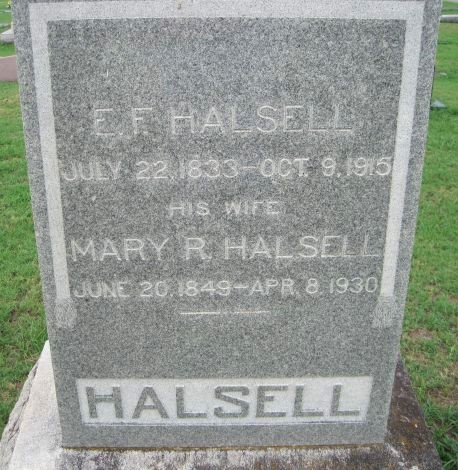 E. F. HALSELL
JULY 22, 1833–OCT. 9, 1915
HIS WIFE
MARY R. HALSELL
JUNE 20, 1849–APR. 8, 1930
HALSELL